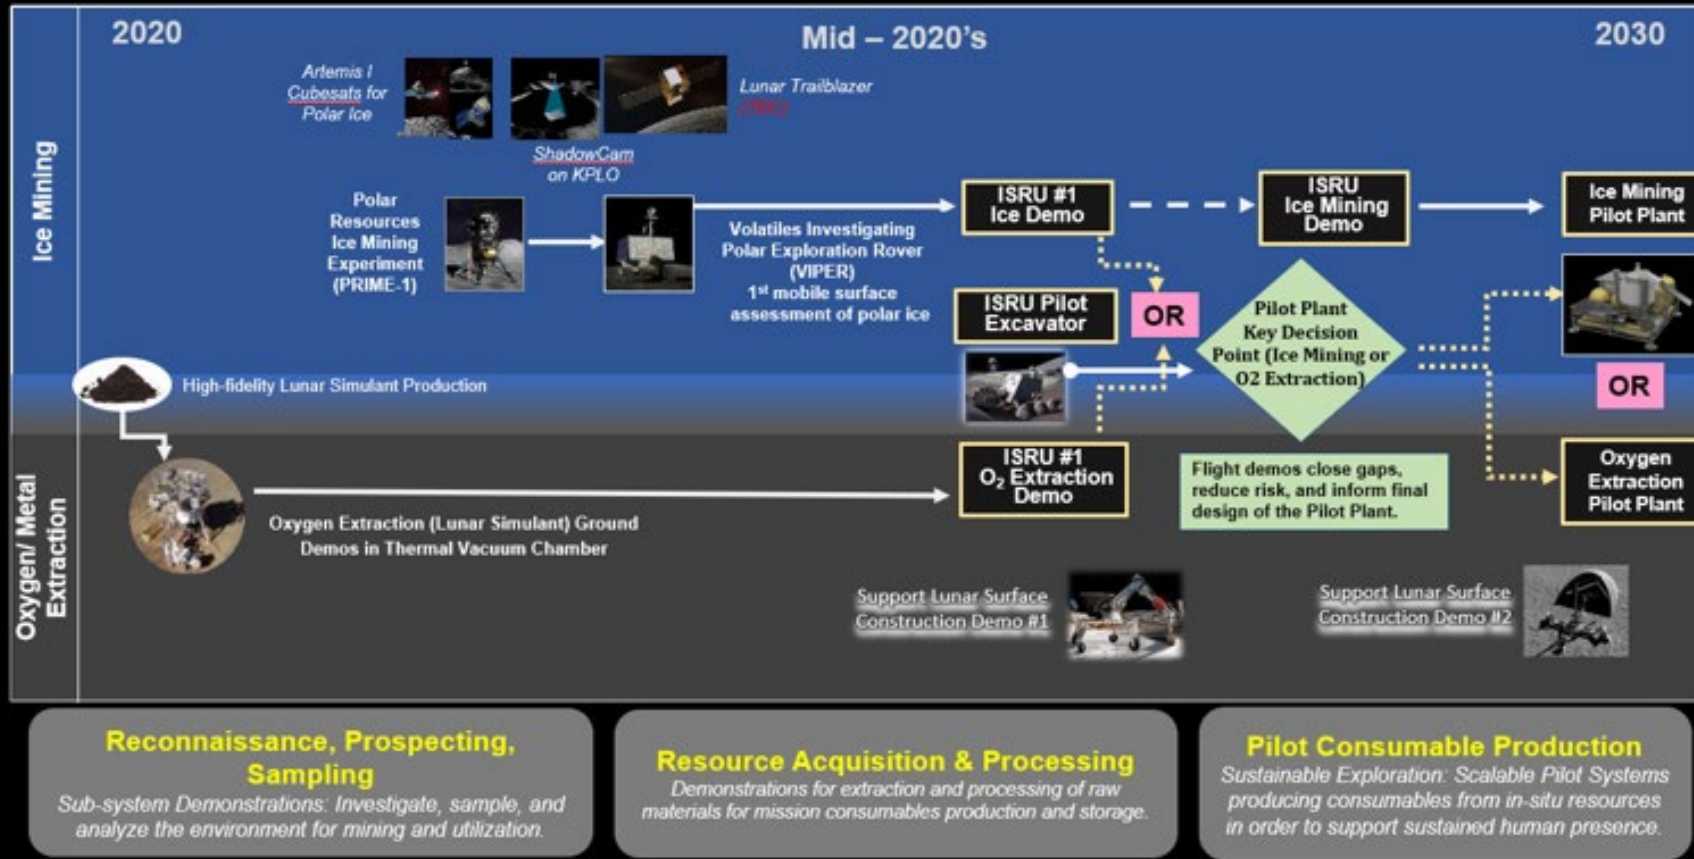 2020
Mid – 2020's
2030
Ice Mining
Artemis I
Cubesats for
Polar Ice
ShadowCam
on KPLO
Lunar Trailblazer
Polar
Resources
Ice Mining
Experiment
(PRIME-1)
Volatiles Investigating
Polar Exploration Rover
(VIPER)
1st mobile surface
assessment of polar ice
ISRU #1
Ice Demo
ISRU
Ice Mining
Demo
Ice Mining
Pilot Plant
ISRU Pilot
Excavator
OR
Pilot Plant
Key Decision
Point (Ice Mining or
O2 Extraction)
OR
High-fidelity Lunar Simulant Production
Oxygen/ Metal
Extraction
Oxygen Extraction (Lunar Simulant) Ground
Demos in Thermal Vacuum Chamber
ISRU #1
O₂ Extraction
Demo
Flight demos close gaps,
reduce risk, and inform final
design of the Pilot Plant.
Oxygen
Extraction
Pilot Plant
Support Lunar Surface
Construction Demo #1
Support Lunar Surface
Construction Demo #2
Reconnaissance, Prospecting,
Sampling
Sub-system Demonstrations: Investigate, sample, and
analyze the environment for mining and utilization.
Resource Acquisition & Processing
Demonstrations for extraction and processing of raw
materials for mission consumables production and storage.
Pilot Consumable Production
Sustainable Exploration: Scalable Pilot Systems
producing consumables from in-situ resources
in order to support sustained human presence.